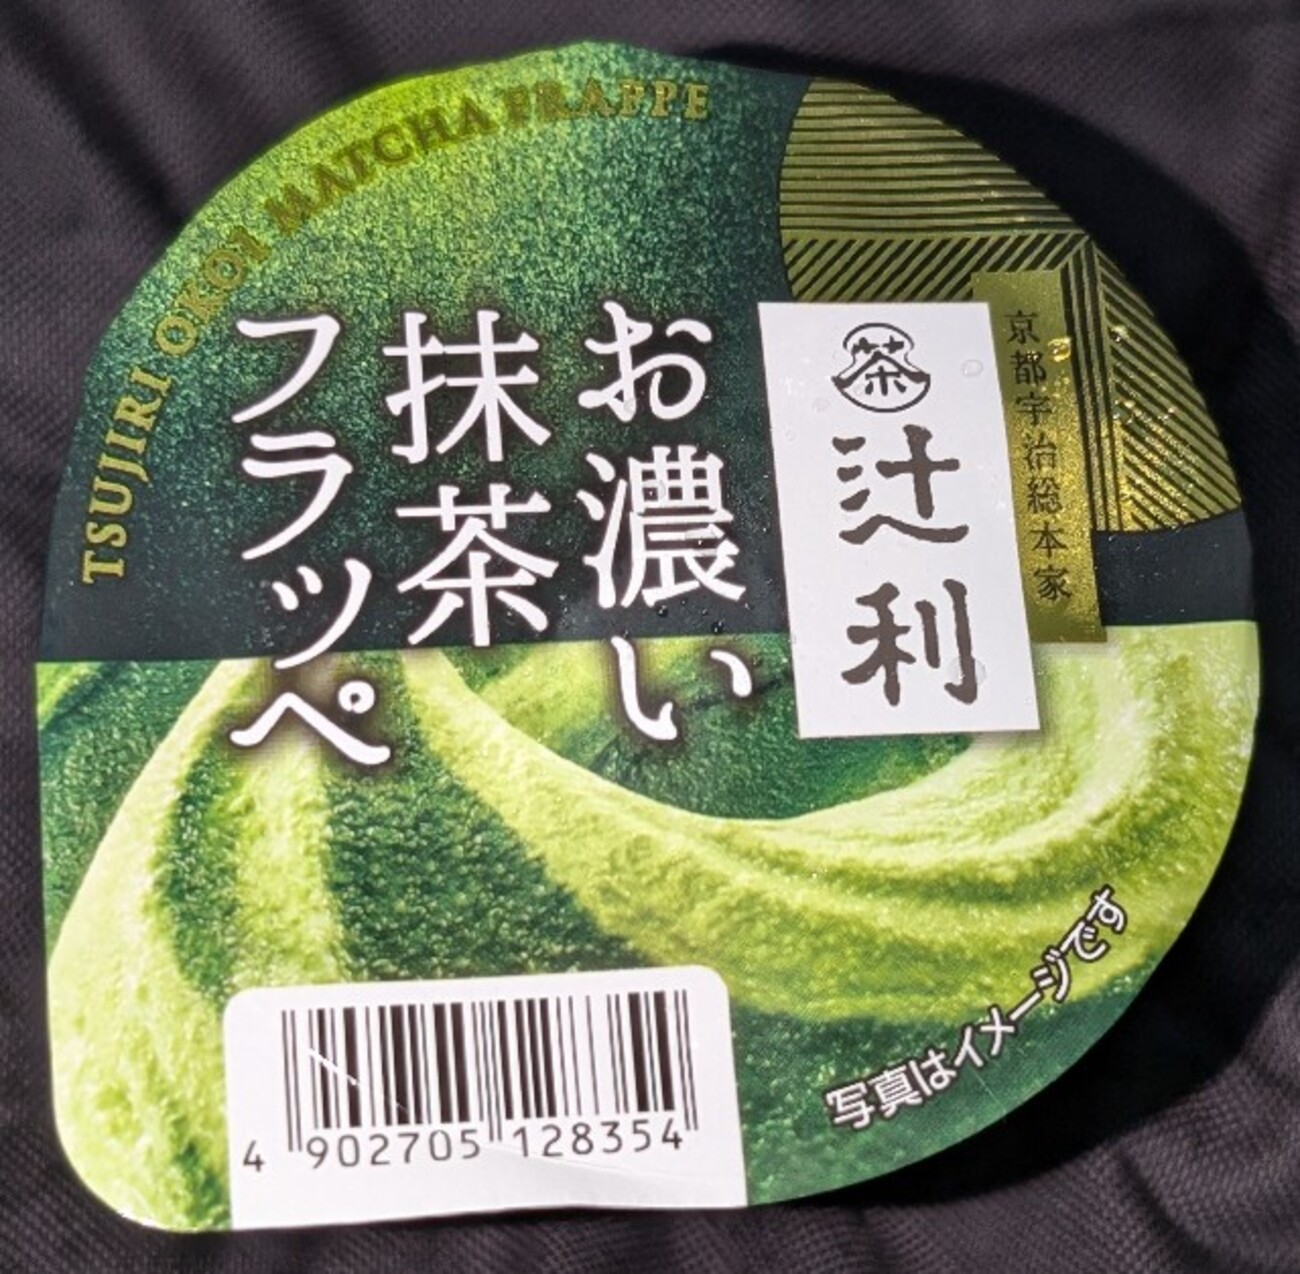 TSUJIRI OKOI MATCHA FRAPPE
京都宇治総本家
茶
辻利
お濃い
抹茶
フラッペ
写真はイメージです
4 902705 128354